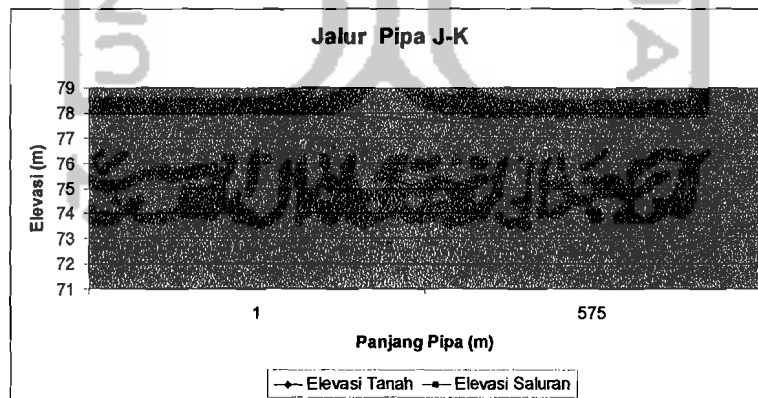 Jalur Pipa J-K
Elevasi (m)
79
78
77
76
75
74
73
72
71
1
575
Panjang Pipa (m)
Elevasi Tanah
Elevasi Saluran